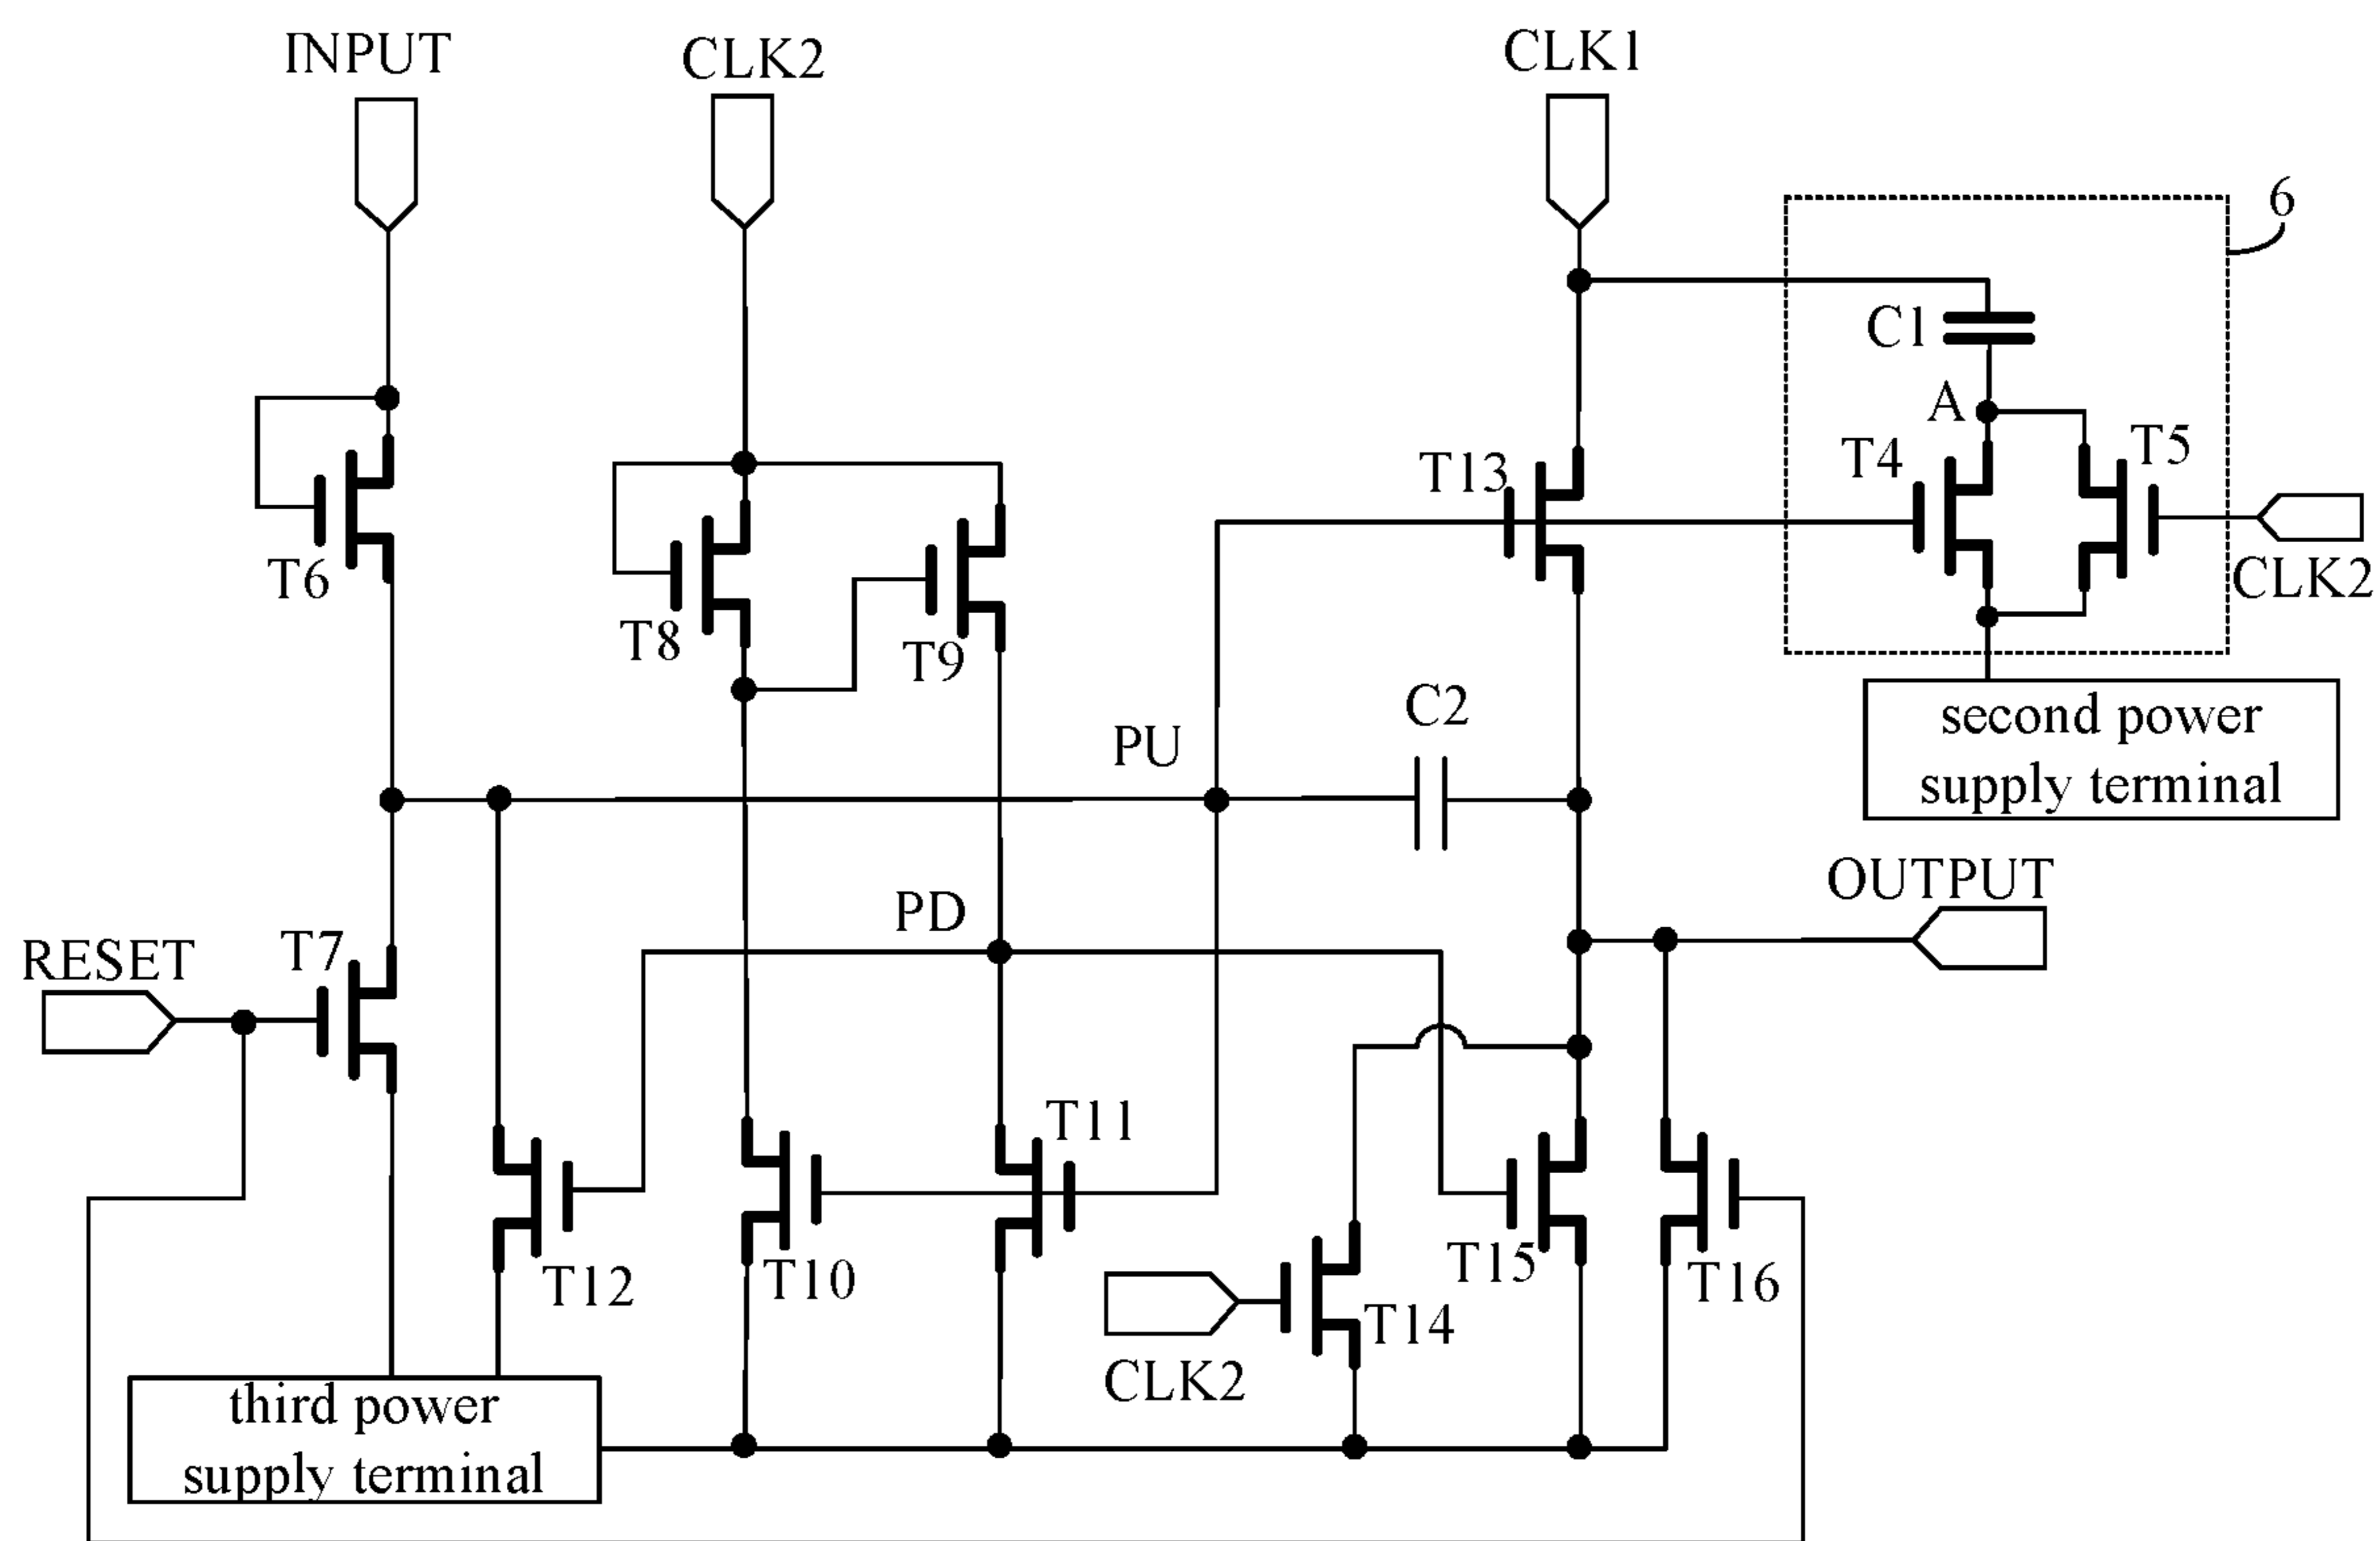 INPUT
CLK2
CLK1
6
C1
A
T4
T5
T13
CLK2
T6
T8
T9
C2
PU
second power
supply terminal
OUTPUT
PD
RESET
T7
T11
T12
T10
T15
T16
T14
CLK2
third power
supply terminal